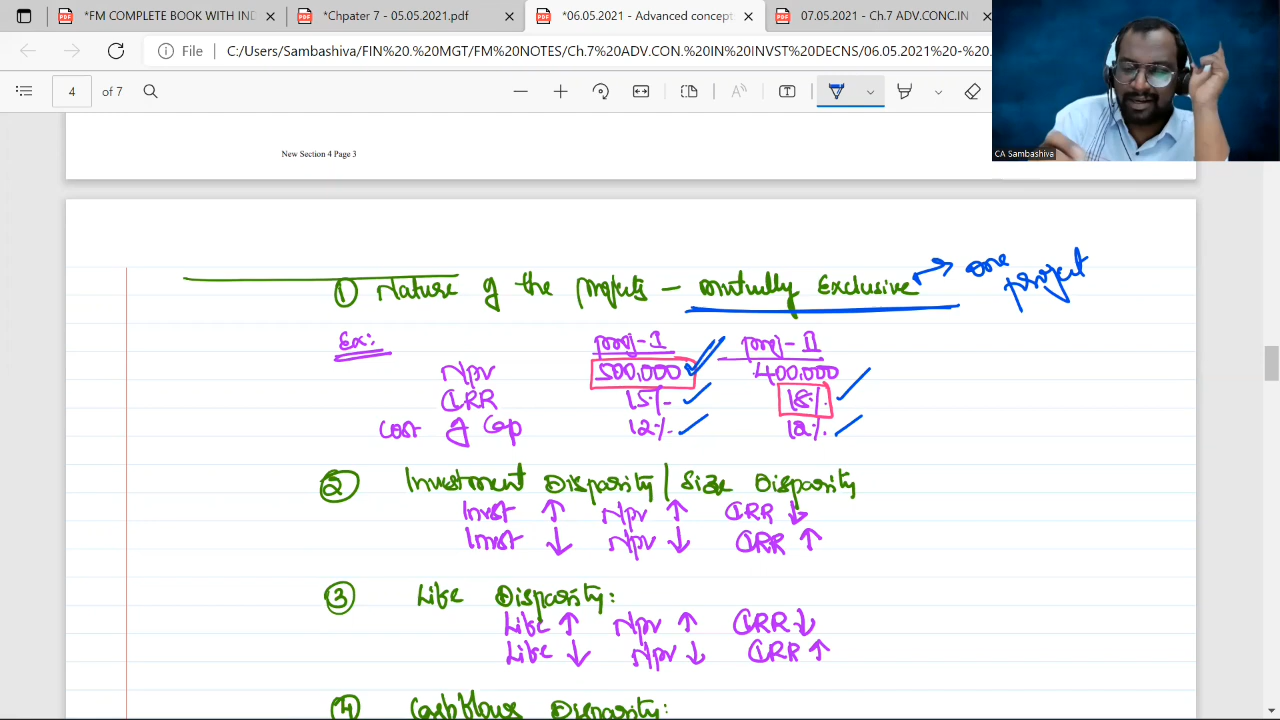 *FM COMPLETE BOOK WITH IND
*Chpater 7 - 05.05.2021.pdf
*06.05.2021 - Advanced concept
07.05.2021 - Ch.7 ADV.CONC.IN
File
C:/Users/Sambashiva/FIN%20.%20MGT/FM%20NOTES/Ch.7%20ADV.CON.%20IN%20INVST%20DECNS/06.05.2021%20-%20.
4 of 7
CA Sambashiva
New Section 4 Page 3
① Nature of the projects - Mutually Exclusive
one project
Ex:
proj-I proj-II
Npv 500,000 400,000
IRR 15% 18%
Cost of Cap 12% 12%
② Investment Disparity | Size Disparity
Invst ↑ Npv ↑ IRR ↓
Invst ↓ Npv ↓ IRR ↑
③ Life Disparity:
Life ↑ Npv ↑ IRR ↓
Life ↓ Npv ↓ IRR ↑
④ Cashflows Disparity: